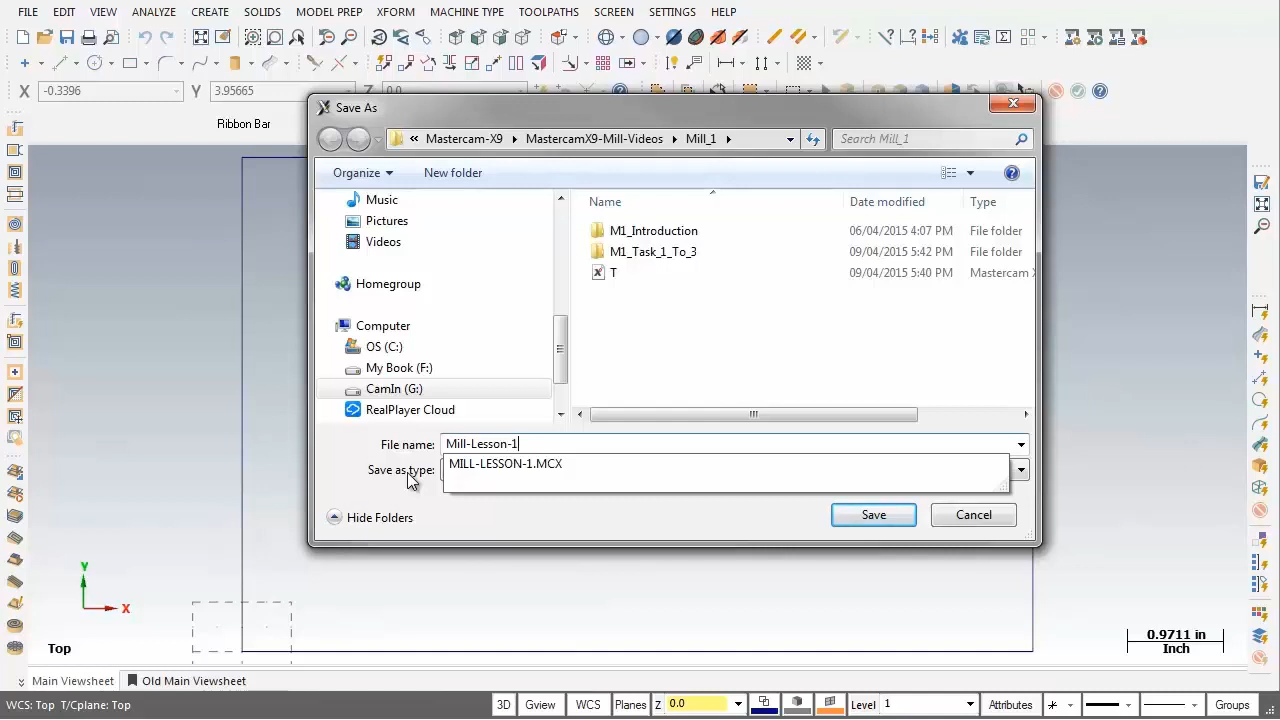 FILE EDIT VIEW ANALYZE CREATE SOLIDS MODEL PREP XFORM MACHINE TYPE TOOLPATHS SCREEN SETTINGS HELP
X -0.3396 Y 3.95665 Z 0.0
Ribbon Bar
Save As
« Mastercam-X9 MastercamX9-Mill-Videos Mill_1 Search Mill_1
Organize New folder
Music
Pictures
Videos
Homegroup
Computer
OS (C:)
My Book (F:)
CamIn (G:)
RealPlayer Cloud
Name Date modified Type
M1_Introduction 06/04/2015 4:07 PM File folder
M1_Task_1_To_3 09/04/2015 5:42 PM File folder
T 09/04/2015 5:40 PM Mastercam
File name: Mill-Lesson-1
MILL-LESSON-1.MCX
Save as type:
Hide Folders Save Cancel
Y
X
Top
0.9711 in
Inch
Main Viewsheet Old Main Viewsheet
WCS: Top T/Cplane: Top 3D Gview WCS Planes Z 0.0 Level 1 Attributes Groups